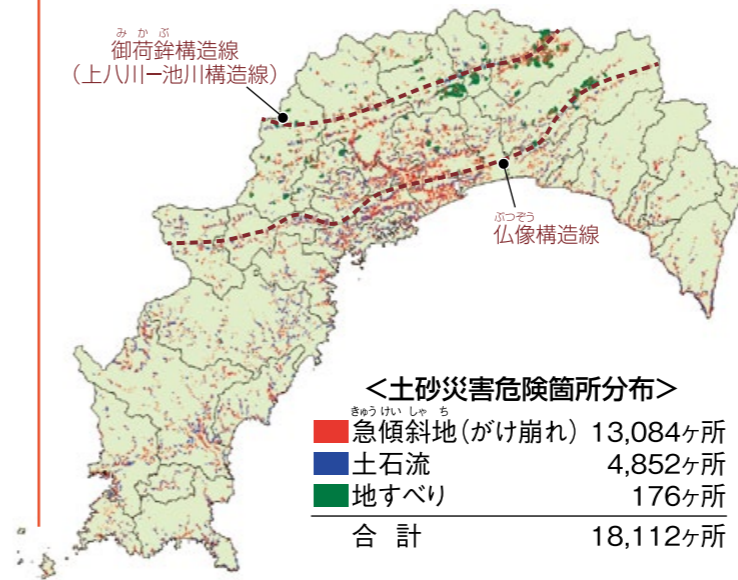 みかぶ
御荷鉾構造線
（上八川ー池川構造線）
ぶつぞう
仏像構造線
＜土砂災害危険箇所分布＞
きゅうけいしゃち
急傾斜地（がけ崩れ） 13,084ヶ所
土石流 4,852ヶ所
地すべり 176ヶ所
合 計 18,112ヶ所